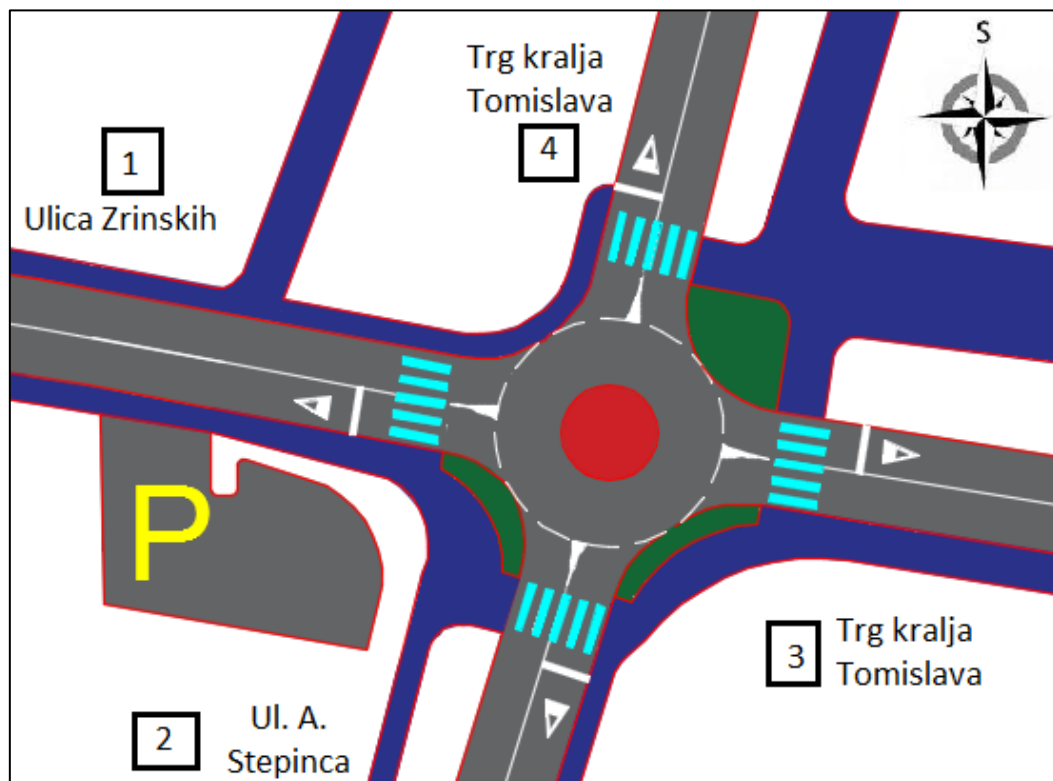 Trg kralja
Tomislava
4
S
1
Ulica Zrinskih
P
3
Trg kralja
Tomislava
2
Ul. A.
Stepinca